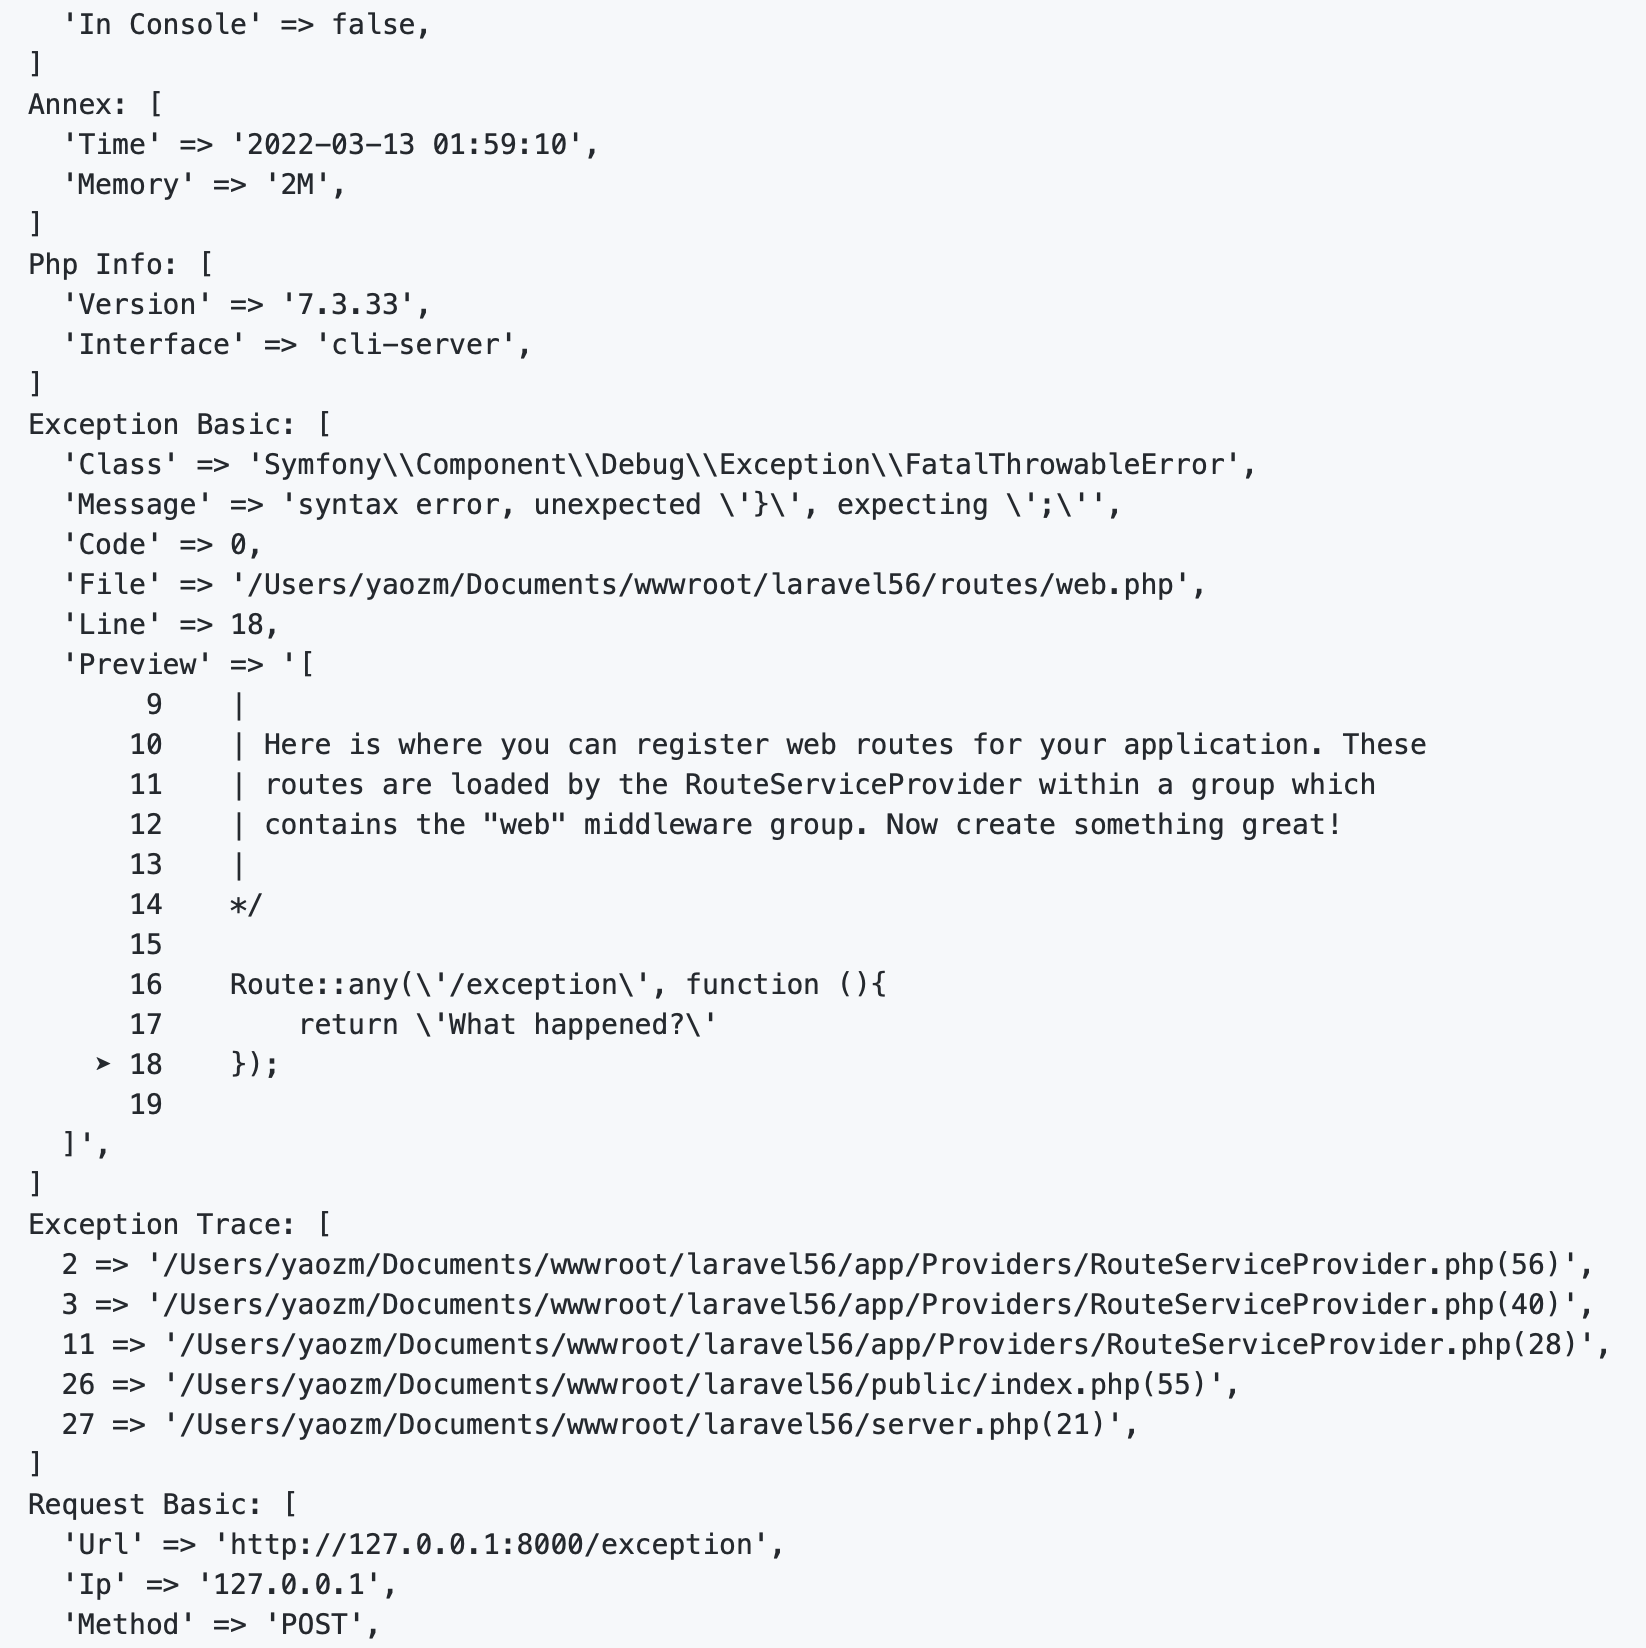 'In Console' => false,
]
Annex: [
  'Time' => '2022-03-13 01:59:10',
  'Memory' => '2M',
]
Php Info: [
  'Version' => '7.3.33',
  'Interface' => 'cli-server',
]
Exception Basic: [
  'Class' => 'Symfony\\Component\\Debug\\Exception\\FatalThrowableError',
  'Message' => 'syntax error, unexpected \'}\', expecting \';\'',
  'Code' => 0,
  'File' => '/Users/yaozm/Documents/wwwroot/laravel56/routes/web.php',
  'Line' => 18,
  'Preview' => '[
       9    |
      10    | Here is where you can register web routes for your application. These
      11    | routes are loaded by the RouteServiceProvider within a group which
      12    | contains the "web" middleware group. Now create something great!
      13    |
      14    */
      15
      16    Route::any(\'/exception\', function (){
      17        return \'What happened?\'
    ➤ 18    });
      19
  ]',
]
Exception Trace: [
  2 => '/Users/yaozm/Documents/wwwroot/laravel56/app/Providers/RouteServiceProvider.php(56)',
  3 => '/Users/yaozm/Documents/wwwroot/laravel56/app/Providers/RouteServiceProvider.php(40)',
  11 => '/Users/yaozm/Documents/wwwroot/laravel56/app/Providers/RouteServiceProvider.php(28)',
  26 => '/Users/yaozm/Documents/wwwroot/laravel56/public/index.php(55)',
  27 => '/Users/yaozm/Documents/wwwroot/laravel56/server.php(21)',
]
Request Basic: [
  'Url' => 'http://127.0.0.1:8000/exception',
  'Ip' => '127.0.0.1',
  'Method' => 'POST',